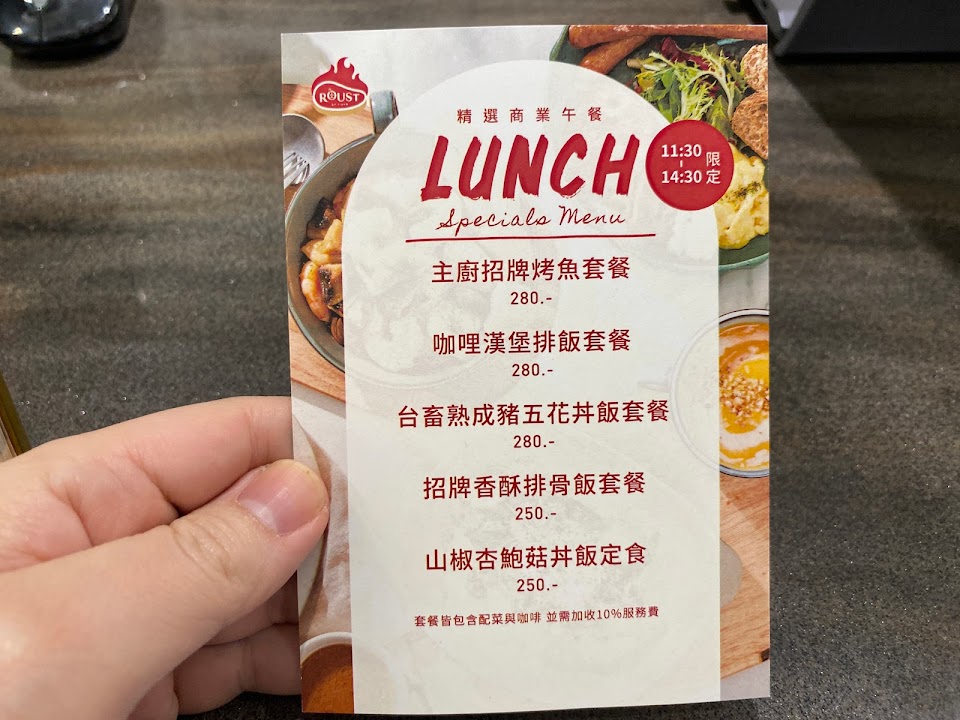 ROUST
精選商業午餐
LUNCH
Specials Menu
11:30
-
14:30
限定
主廚招牌烤魚套餐
280.-
咖哩漢堡排飯套餐
280.-
台畜熟成豬五花丼飯套餐
280.-
招牌香酥排骨飯套餐
250.-
山椒杏鮑菇丼飯定食
250.-
套餐皆包含配菜與咖啡 並需加收10%服務費